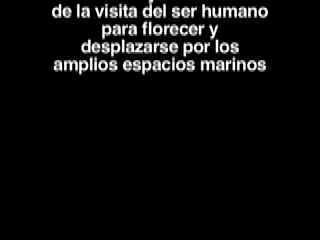 de la visita del ser humano
para florecer y
desplazarse por los
amplios espacios marinos